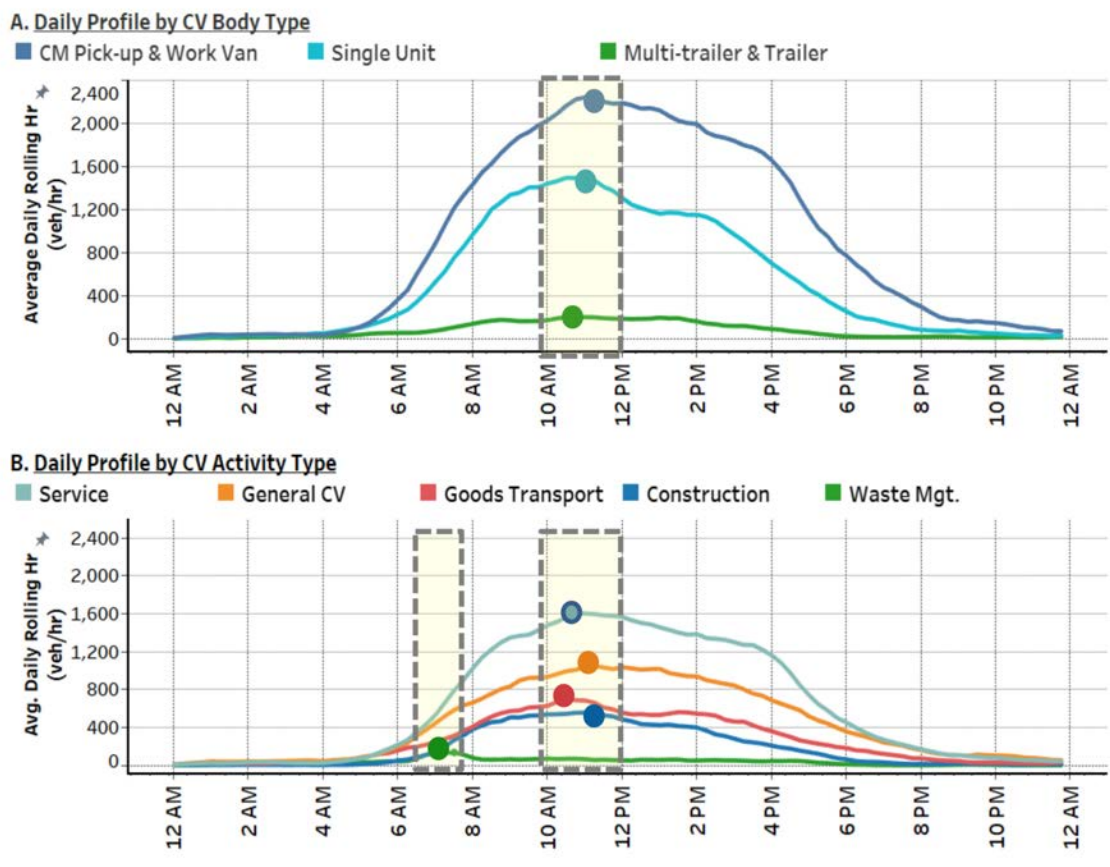 A. Daily Profile by CV Body Type
CM Pick-up & Work Van Single Unit Multi-trailer & Trailer
Average Daily Rolling Hr
(veh/hr)
2,400
2,000
1,600
1,200
800
400
0
12 AM 2 AM 4 AM 6 AM 8 AM 10 AM 12 PM 2 PM 4 PM 6 PM 8 PM 10 PM 12 AM
B. Daily Profile by CV Activity Type
Service General CV Goods Transport Construction Waste Mgt.
Avg. Daily Rolling Hr
(veh/hr)
2,400
2,000
1,600
1,200
800
400
0
12 AM 2 AM 4 AM 6 AM 8 AM 10 AM 12 PM 2 PM 4 PM 6 PM 8 PM 10 PM 12 AM